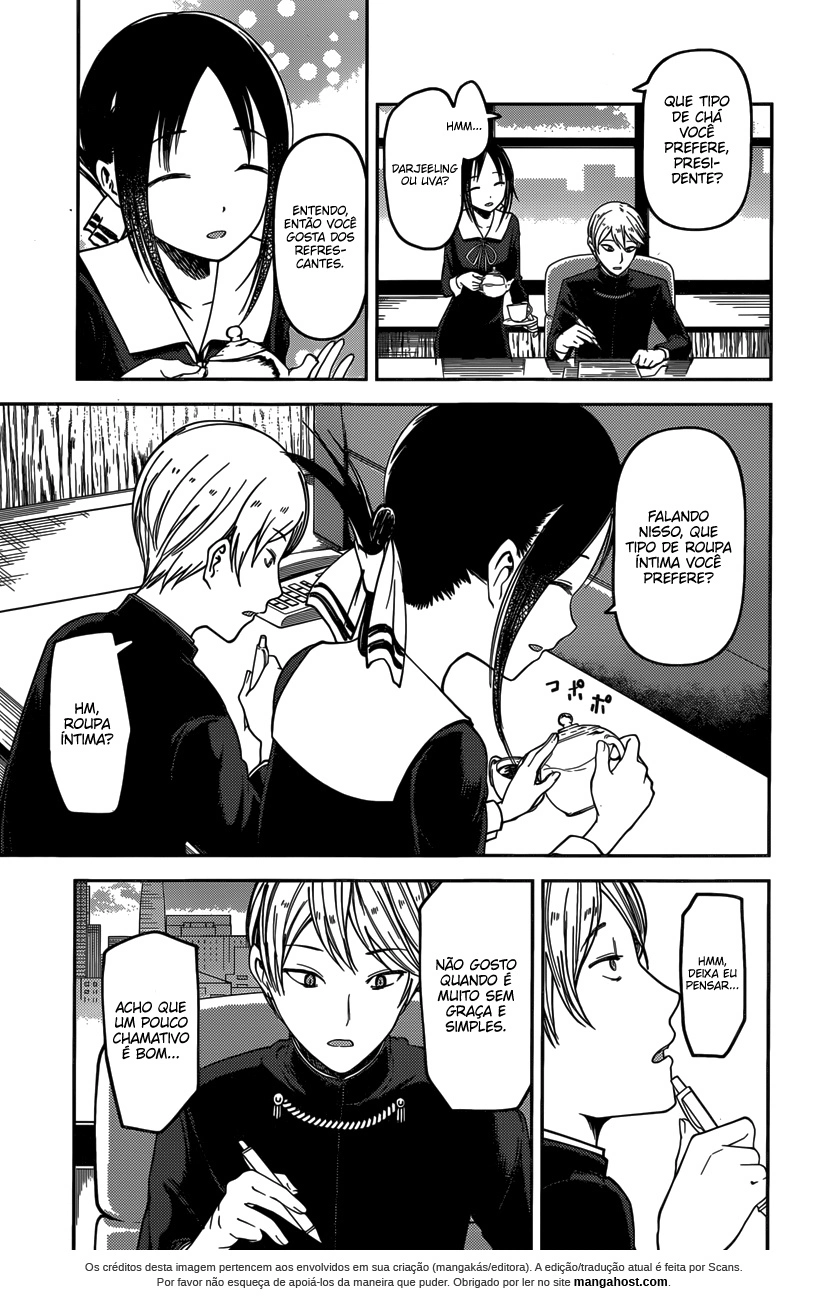 QUE TIPO
DE CHÁ
VOCÊ
PREFERE,
PRESI-
DENTE?
HMM...
DARJEELING
OU UVA?
ENTENDO,
ENTÃO VOCÊ
GOSTA DOS
REFRES-
CANTES.
FALANDO
NISSO, QUE
TIPO DE ROUPA
ÍNTIMA VOCÊ
PREFERE?
コポポ
HM,
ROUPA
ÍNTIMA?
HMM,
DEIXA EU
PENSAR...
NÃO GOSTO
QUANDO É
MUITO SEM
GRAÇA E
SIMPLES.
ACHO QUE
UM POUCO
CHAMATIVO
É BOM...
Os créditos desta imagem pertencem aos envolvidos em sua criação (mangakás/editora). A edição/tradução atual é feita por Scans.
Por favor não esqueça de apoiá-los da maneira que puder. Obrigado por ler no site mangahost.com.